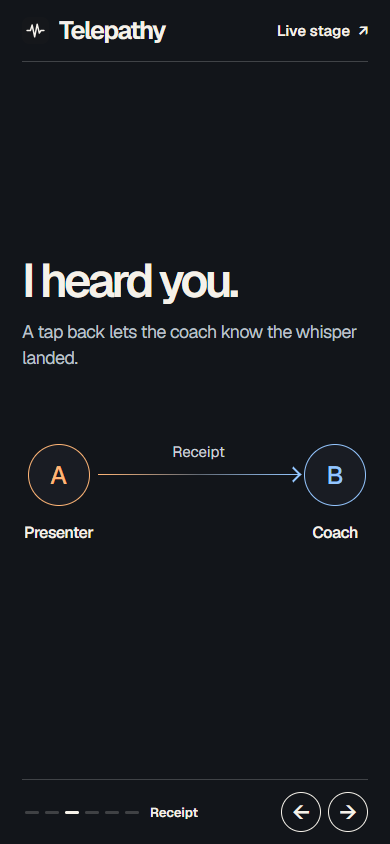 Telepathy
Live stage ↗
I heard you.
A tap back lets the coach know the whisper
landed.
Receipt
A
B
Presenter
Coach
Receipt
← →